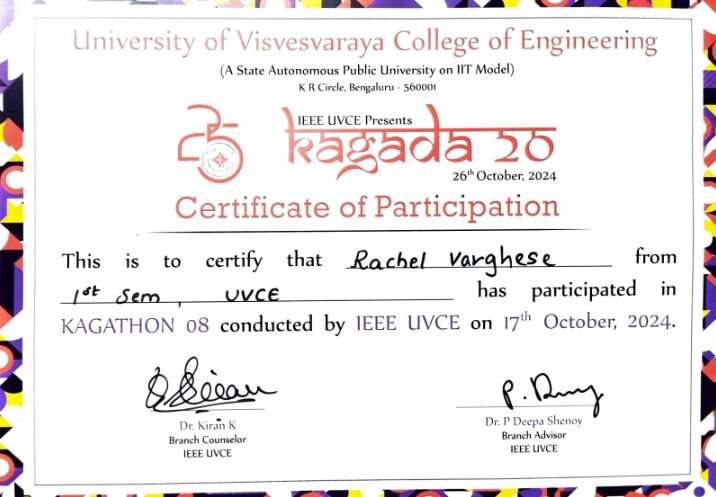 University of Visvesvaraya College of Engineering
(A State Autonomous Public University on IIT Model)
K R Circle, Bengaluru - 560001
IEEE UVCE Presents
kagada 20
26th October, 2024
Certificate of Participation
This is to certify that Rachel Varghese from
1st Sem, UVCE has participated in
KAGATHON 08 conducted by IEEE UVCE on 17th October, 2024.
Dr. Kiran K
Branch Counselor
IEEE UVCE
Dr. P Deepa Shenoy
Branch Advisor
IEEE UVCE